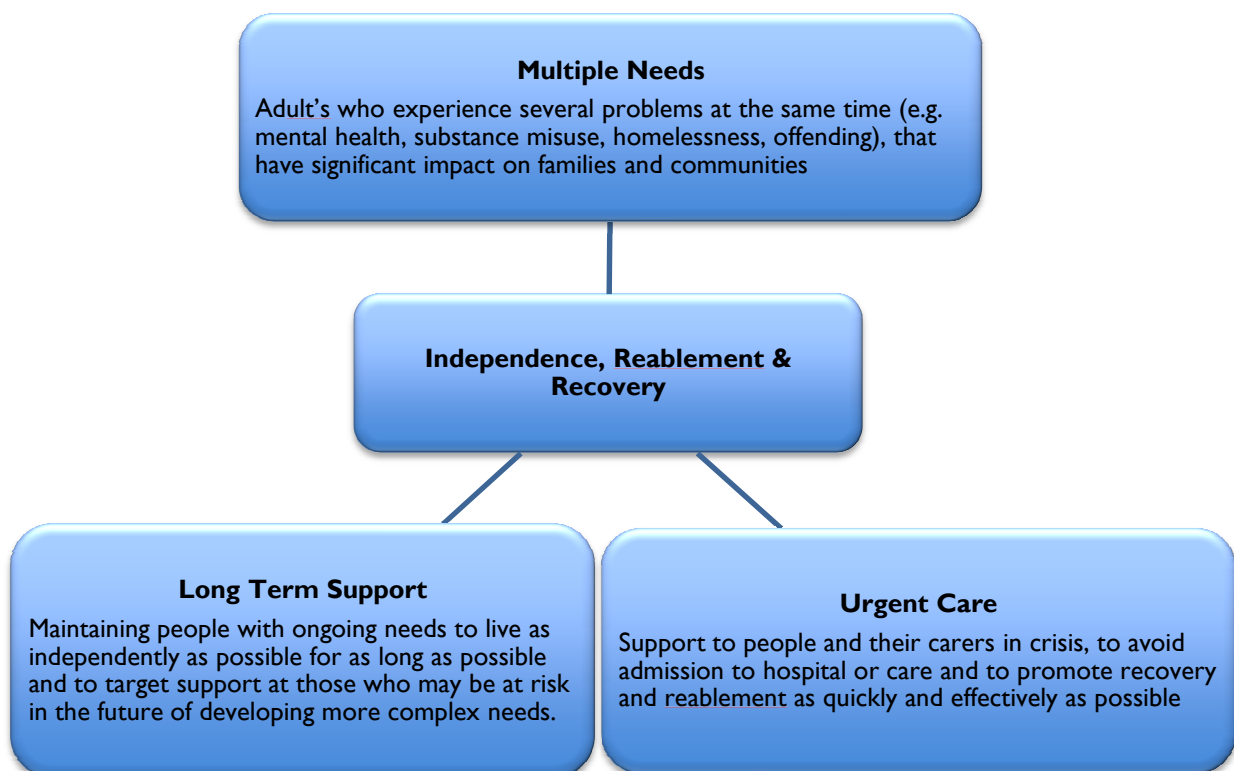 Multiple Needs
Adult's who experience several problems at the same time (e.g.
mental health, substance misuse, homelessness, offending), that
have significant impact on families and communities
Independence, Reablement &
Recovery
Long Term Support
Maintaining people with ongoing needs to live as
independently as possible for as long as possible
and to target support at those who may be at risk
in the future of developing more complex needs.
Urgent Care
Support to people and their carers in crisis, to avoid
admission to hospital or care and to promote recovery
and reablement as quickly and effectively as possible